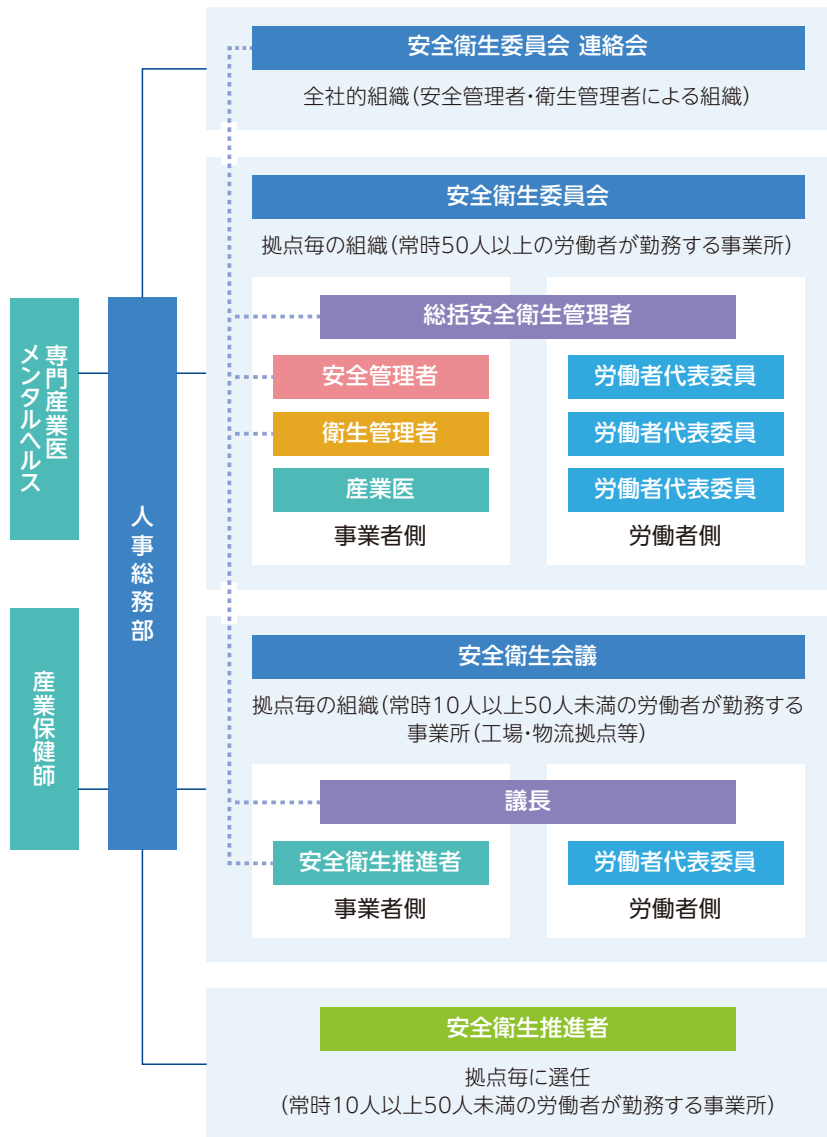 安全衛生委員会 連絡会
全社的組織(安全管理者・衛生管理者による組織)
安全衛生委員会
拠点毎の組織(常時50人以上の労働者が勤務する事業所)
総括安全衛生管理者
安全管理者
衛生管理者
産業医
事業者側
労働者代表委員
労働者代表委員
労働者代表委員
労働者側
専門産業医
メンタルヘルス
人事総務部
産業保健師
安全衛生会議
拠点毎の組織(常時10人以上50人未満の労働者が勤務する
事業所(工場・物流拠点等)
議長
安全衛生推進者
事業者側
労働者代表委員
労働者側
安全衛生推進者
拠点毎に選任
(常時10人以上50人未満の労働者が勤務する事業所)